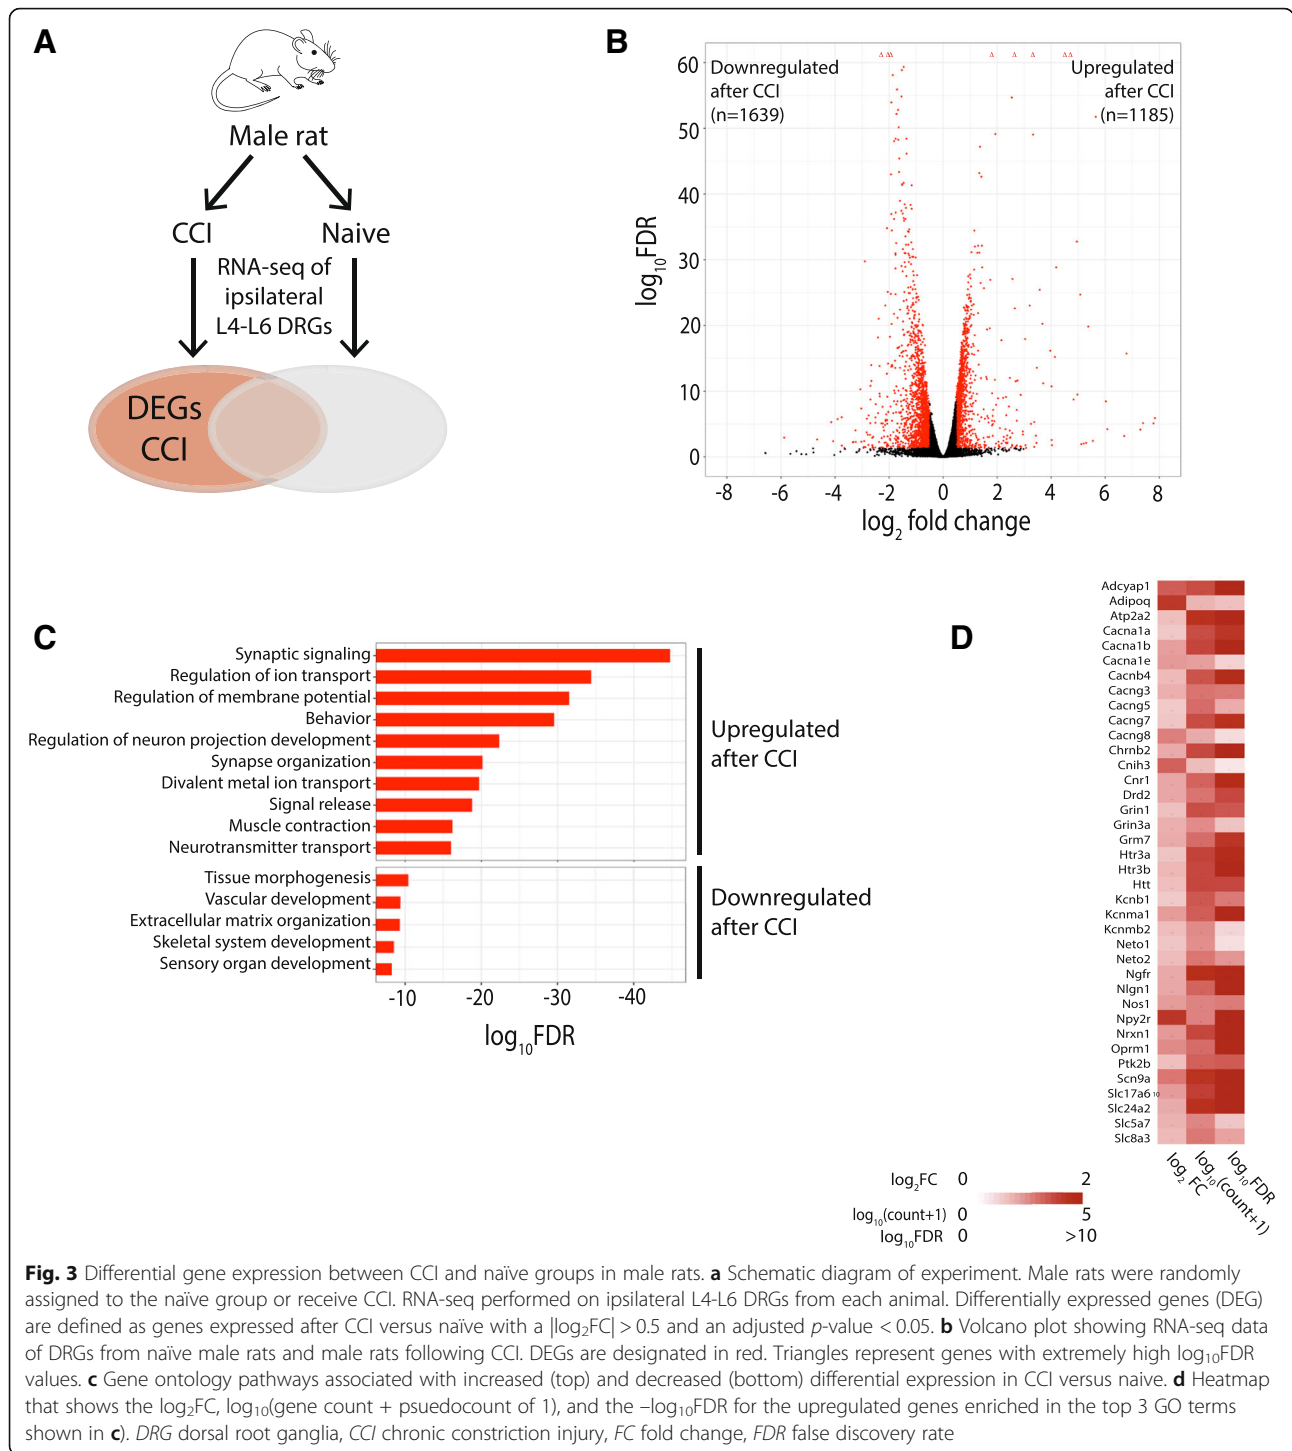 A
Male rat
CCI
Naive
RNA-seq of
ipsilateral
L4-L6 DRGs
DEGs
CCI
B
Downregulated
after CCI
(n=1639)
Upregulated
after CCI
(n=1185)
60
50
40
30
20
10
0
log10FDR
-8 -6 -4 -2 0 2 4 6 8
log2 fold change
C
Synaptic signaling
Regulation of ion transport
Regulation of membrane potential
Behavior
Regulation of neuron projection development
Synapse organization
Divalent metal ion transport
Signal release
Muscle contraction
Neurotransmitter transport
Upregulated
after CCI
Tissue morphogenesis
Vascular development
Extracellular matrix organization
Skeletal system development
Sensory organ development
Downregulated
after CCI
-10 -20 -30 -40
log10FDR
D
Adcyap1
Adipoq
Atp2a2
Cacna1a
Cacna1b
Cacna1e
Cacnb4
Cacng3
Cacng5
Cacng7
Cacng8
Chrnb2
Cnih3
Cnr1
Drd2
Grin1
Grin3a
Grm7
Htr3a
Htr3b
Htt
Kcnb1
Kcnma1
Kcnmb2
Neto1
Neto2
Ngfr
Nlgn1
Nos1
Npy2r
Nrxn1
Oprm1
Ptk2b
Scn9a
Slc17a6 10
Slc24a2
Slc5a7
Slc8a3
log2 FC
log10(count+1)
log10 FDR
log2FC 0 2
log10(count+1) 0 5
log10FDR 0 >10
Fig. 3 Differential gene expression between CCI and naïve groups in male rats. a Schematic diagram of experiment. Male rats were randomly
assigned to the naïve group or receive CCI. RNA-seq performed on ipsilateral L4-L6 DRGs from each animal. Differentially expressed genes (DEG)
are defined as genes expressed after CCI versus naïve with a |log2FC| > 0.5 and an adjusted p-value < 0.05. b Volcano plot showing RNA-seq data
of DRGs from naïve male rats and male rats following CCI. DEGs are designated in red. Triangles represent genes with extremely high log10FDR
values. c Gene ontology pathways associated with increased (top) and decreased (bottom) differential expression in CCI versus naive. d Heatmap
that shows the log2FC, log10(gene count + psuedocount of 1), and the –log10FDR for the upregulated genes enriched in the top 3 GO terms
shown in c). DRG dorsal root ganglia, CCI chronic constriction injury, FC fold change, FDR false discovery rate